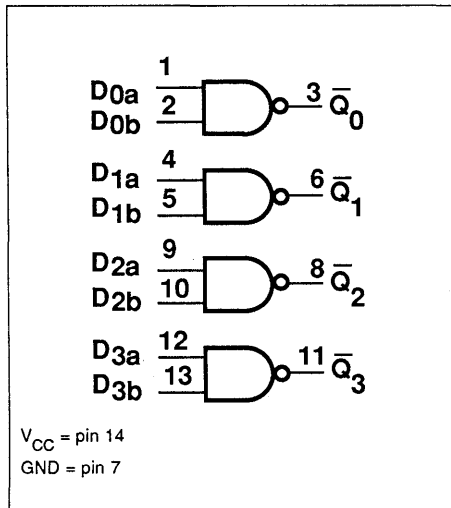 1
D0a
2
D0b
3 Q̅0
4
D1a
5
D1b
6 Q̅1
9
D2a
10
D2b
8 Q̅2
12
D3a
13
D3b
11 Q̅3
VCC = pin 14
GND = pin 7